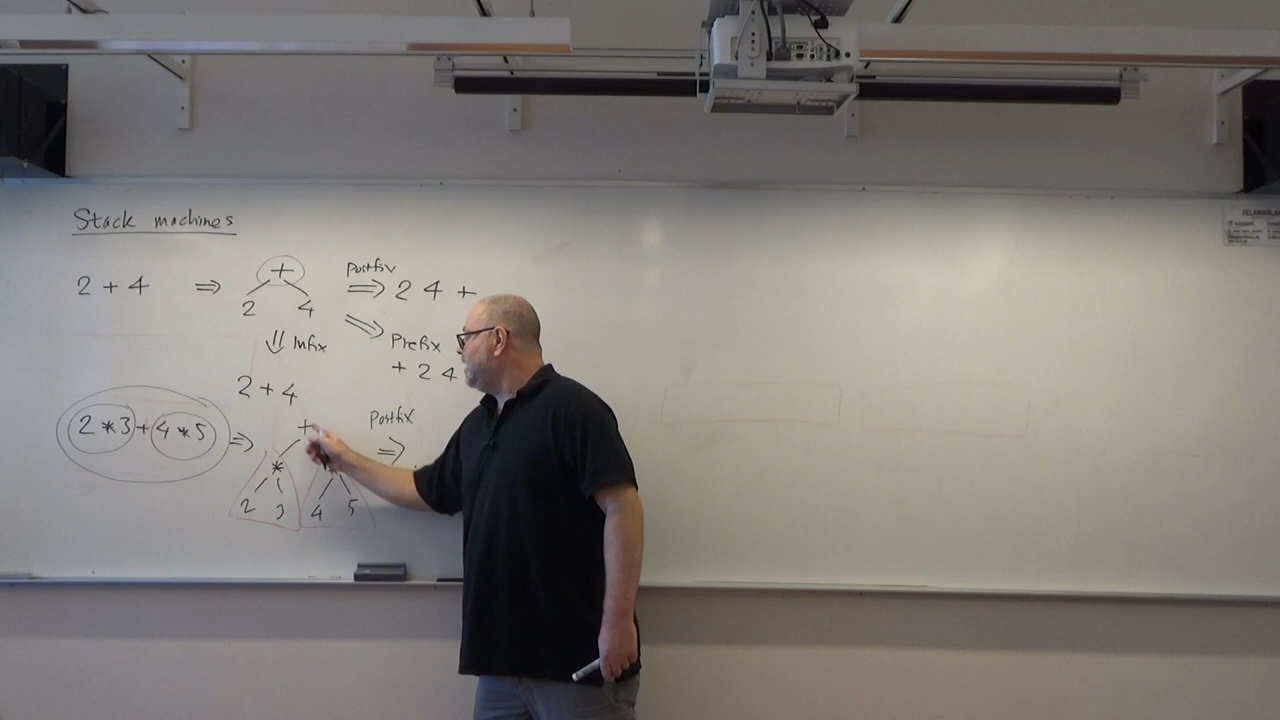 Stack machines
2 + 4 ⇒ + Postfix ⇒ 2 4 +
2 4
⇓ Infix ⇒ Prefix
+ 2 4
2 + 4
2 * 3 + 4 * 5 ⇒ + Postfix ⇒
*
2 3 4 5
FELANMÄLAN